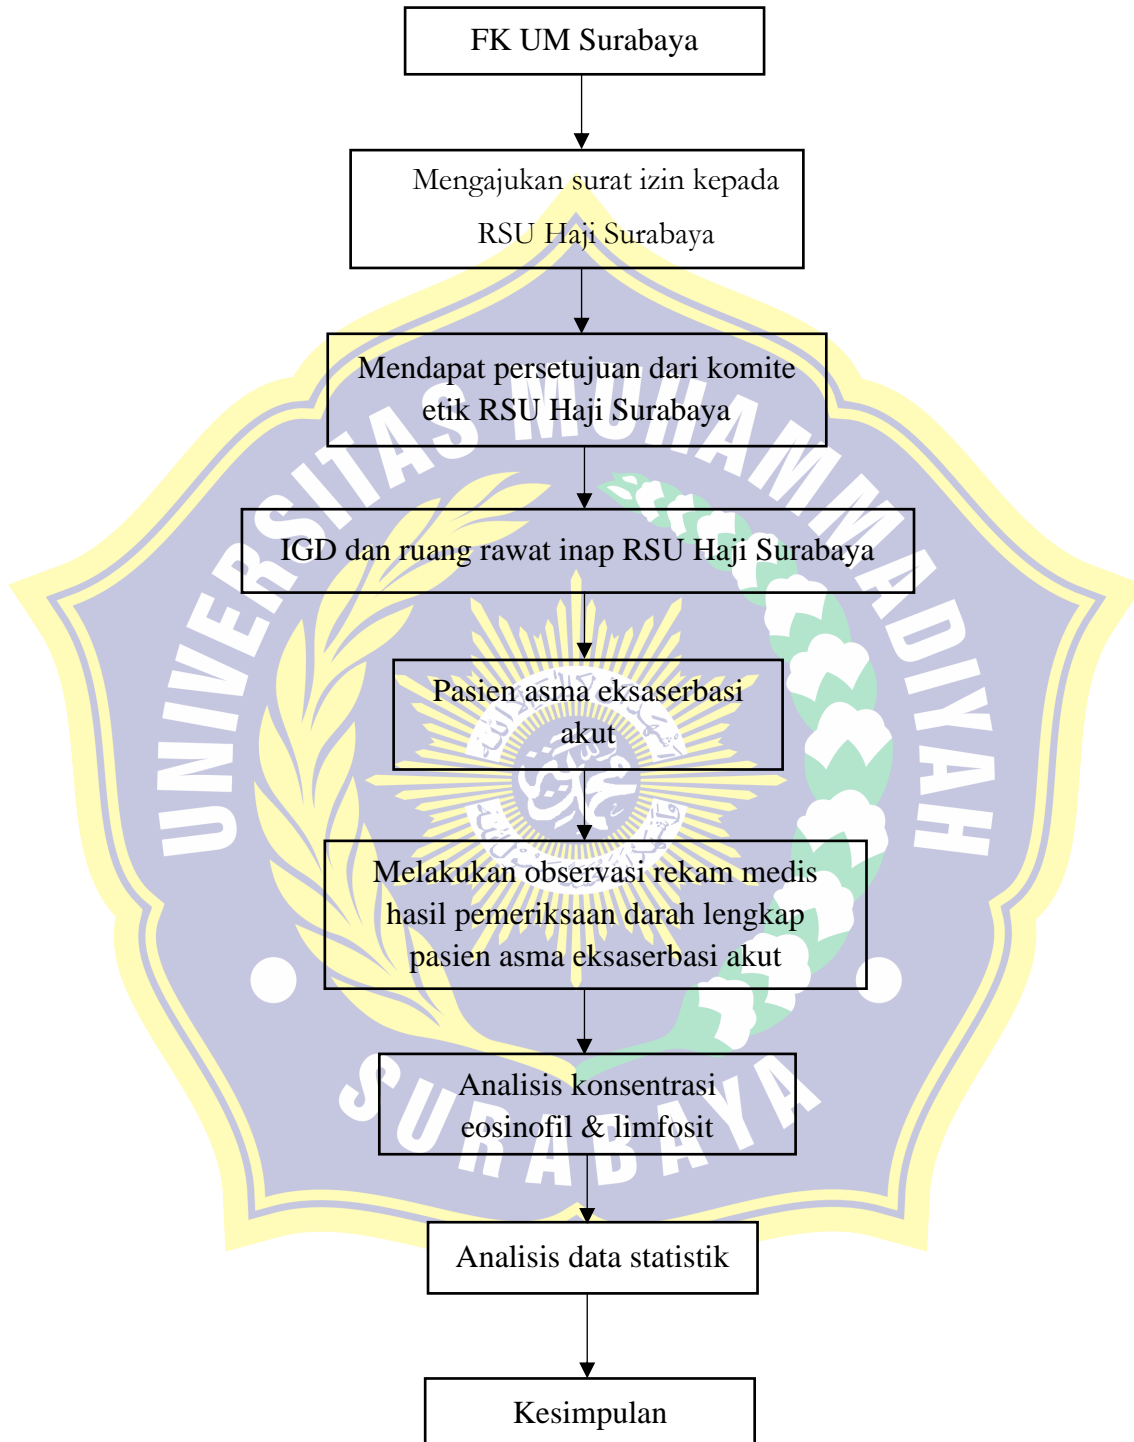 FK UM Surabaya
Mengajukan surat izin kepada
RSU Haji Surabaya
Mendapat persetujuan dari komite
etik RSU Haji Surabaya
UNIVERSITAS MUHAMMADIYAH
IGD dan ruang rawat inap RSU Haji Surabaya
Pasien asma eksaserbasi
akut
Melakukan observasi rekam medis
hasil pemeriksaan darah lengkap
pasien asma eksaserbasi akut
Analisis konsentrasi
eosinofil & limfosit
SURABAYA
Analisis data statistik
Kesimpulan